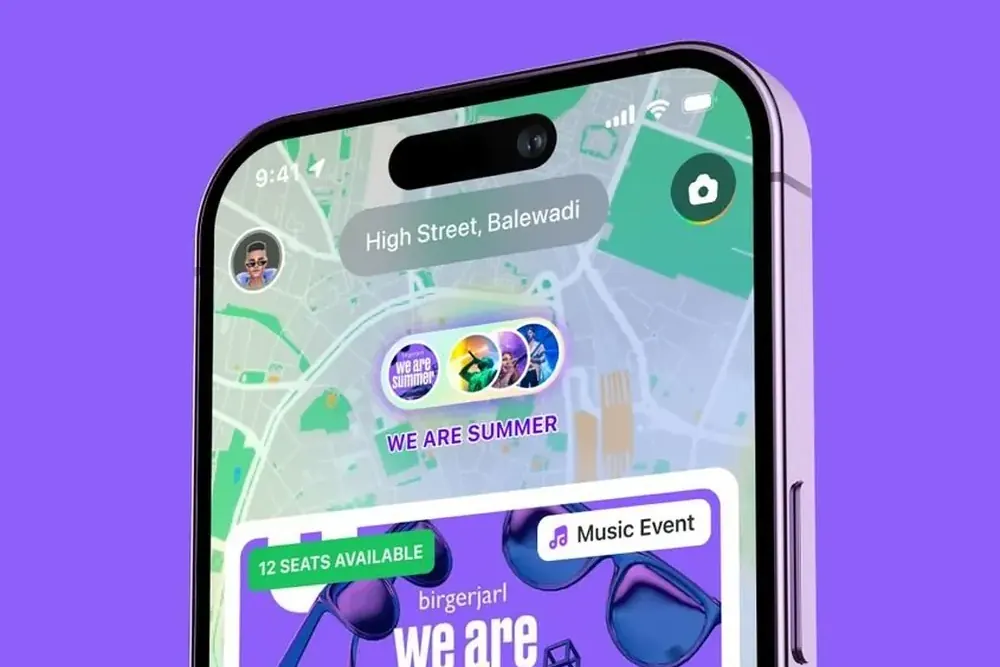 9:41
High Street, Balewadi
birgerjarl
we are
summer
WE ARE SUMMER
12 SEATS AVAILABLE
Music Event
birgerjarl
we are